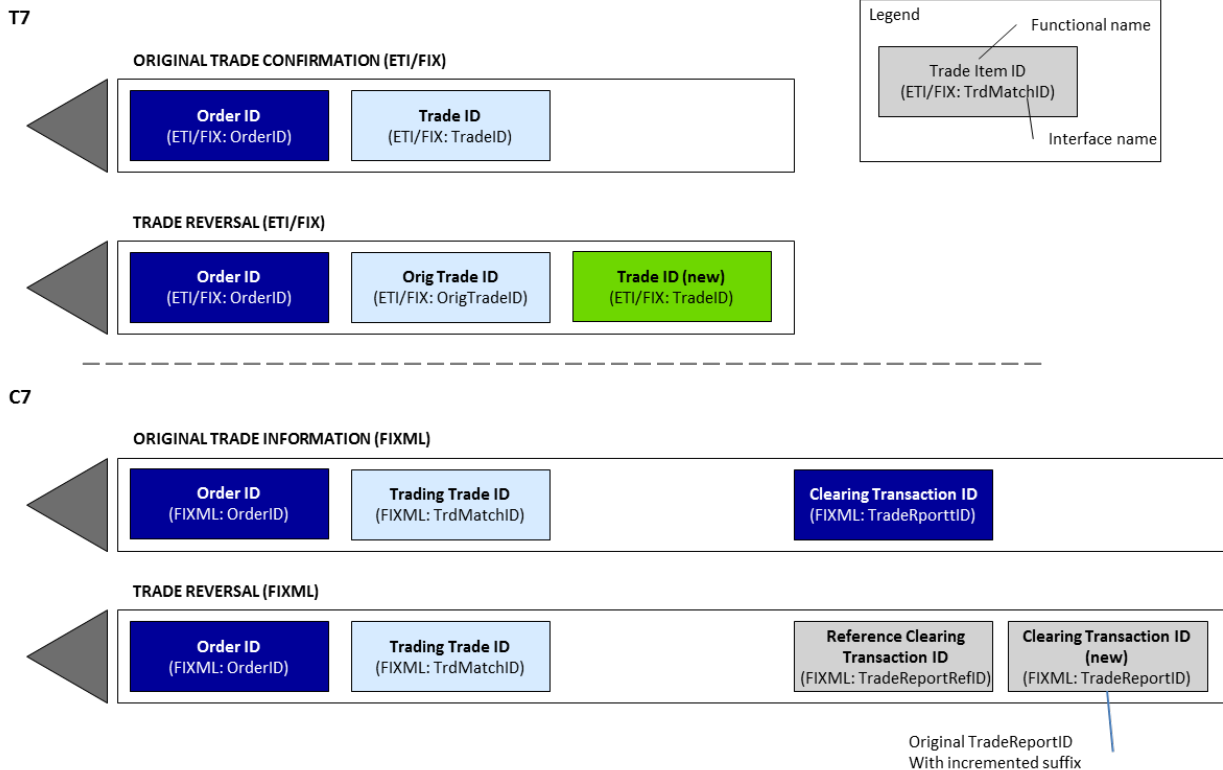 T7
Legend
Functional name
Trade Item ID
(ETI/FIX: TrdMatchID)
Interface name
ORIGINAL TRADE CONFIRMATION (ETI/FIX)
Order ID
(ETI/FIX: OrderID)
Trade ID
(ETI/FIX: TradeID)
TRADE REVERSAL (ETI/FIX)
Order ID
(ETI/FIX: OrderID)
Orig Trade ID
(ETI/FIX: OrigTradeID)
Trade ID (new)
(ETI/FIX: TradeID)
C7
ORIGINAL TRADE INFORMATION (FIXML)
Order ID
(FIXML: OrderID)
Trading Trade ID
(FIXML: TrdMatchID)
Clearing Transaction ID
(FIXML: TradeRporttID)
TRADE REVERSAL (FIXML)
Order ID
(FIXML: OrderID)
Trading Trade ID
(FIXML: TrdMatchID)
Reference Clearing
Transaction ID
(FIXML: TradeReportRefID)
Clearing Transaction ID
(new)
(FIXML: TradeReportID)
Original TradeReportID
With incremented suffix